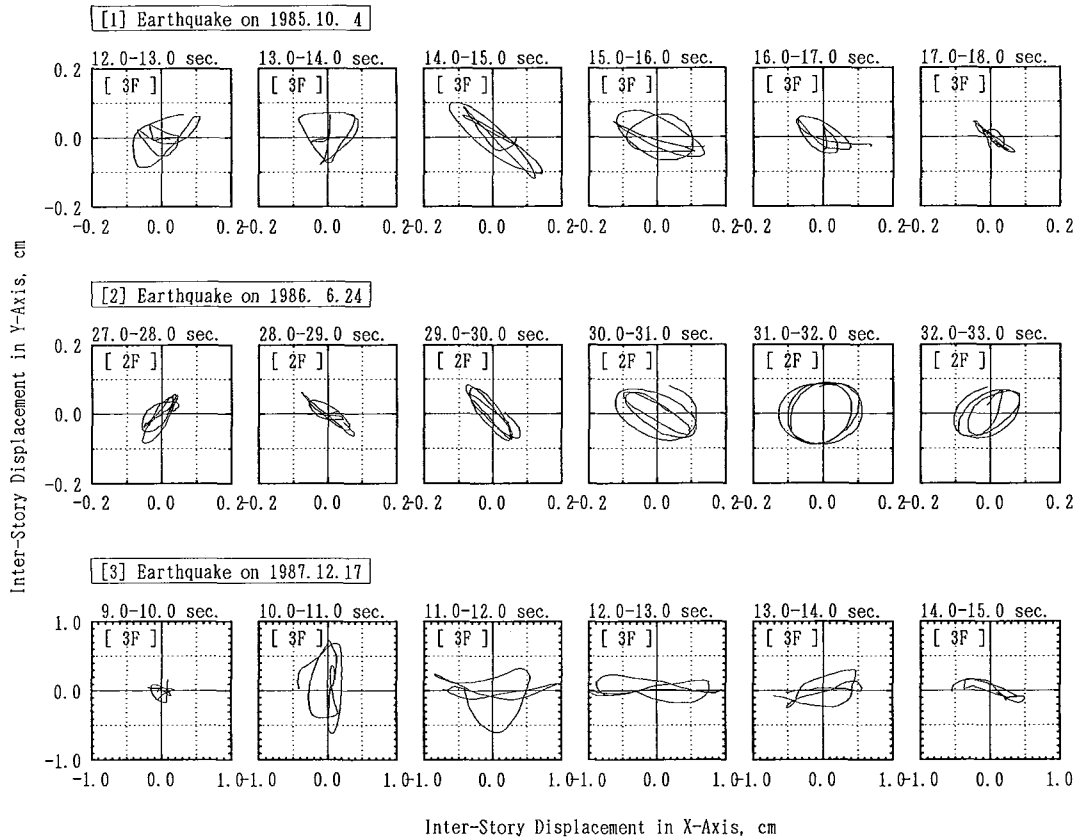 [1] Earthquake on 1985.10. 4
12.0-13.0 sec. 13.0-14.0 sec. 14.0-15.0 sec. 15.0-16.0 sec. 16.0-17.0 sec. 17.0-18.0 sec.
0.2 [ 3F ] [ 3F ] [ 3F ] [ 3F ] [ 3F ] [ 3F ]
0.0
-0.2
-0.2 0.0 0.2-0.2 0.0 0.2-0.2 0.0 0.2-0.2 0.0 0.2-0.2 0.0 0.2-0.2 0.0 0.2
[2] Earthquake on 1986. 6.24
27.0-28.0 sec. 28.0-29.0 sec. 29.0-30.0 sec. 30.0-31.0 sec. 31.0-32.0 sec. 32.0-33.0 sec.
0.2 [ 2F ] [ 2F ] [ 2F ] [ 2F ] [ 2F ] [ 2F ]
0.0
-0.2
-0.2 0.0 0.2-0.2 0.0 0.2-0.2 0.0 0.2-0.2 0.0 0.2-0.2 0.0 0.2-0.2 0.0 0.2
[3] Earthquake on 1987.12.17
9.0-10.0 sec. 10.0-11.0 sec. 11.0-12.0 sec. 12.0-13.0 sec. 13.0-14.0 sec. 14.0-15.0 sec.
1.0 [ 3F ] [ 3F ] [ 3F ] [ 3F ] [ 3F ] [ 3F ]
0.0
-1.0
-1.0 0.0 1.0-1.0 0.0 1.0-1.0 0.0 1.0-1.0 0.0 1.0-1.0 0.0 1.0-1.0 0.0 1.0
Inter-Story Displacement in Y-Axis, cm
Inter-Story Displacement in X-Axis, cm